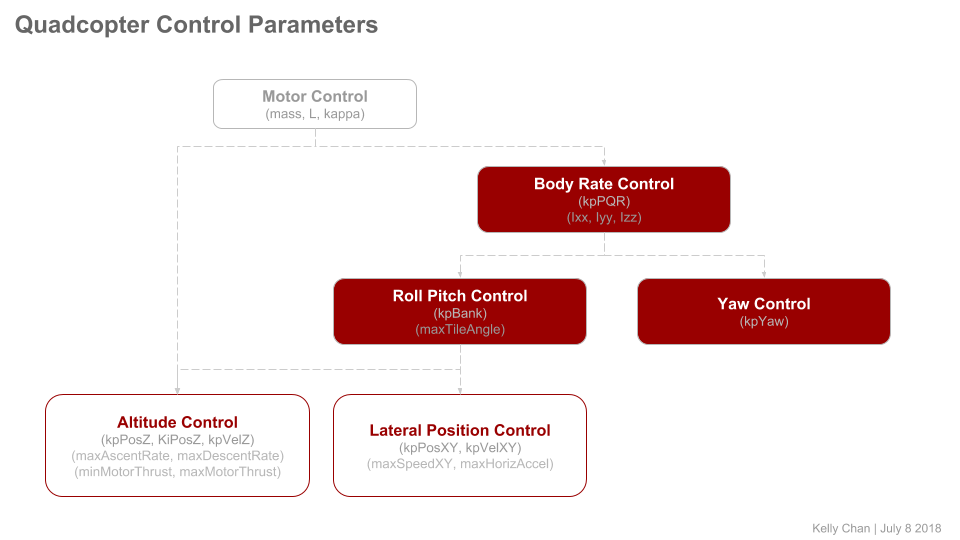 Quadcopter Control Parameters
Motor Control
(mass, L, kappa)
Body Rate Control
(kpPQR)
(Ixx, Iyy, Izz)
Roll Pitch Control
(kpBank)
(maxTileAngle)
Yaw Control
(kpYaw)
Altitude Control
(kpPosZ, KiPosZ, kpVelZ)
(maxAscentRate, maxDescentRate)
(minMotorThrust, maxMotorThrust)
Lateral Position Control
(kpPosXY, kpVelXY)
(maxSpeedXY, maxHorizAccel)
Kelly Chan | July 8 2018